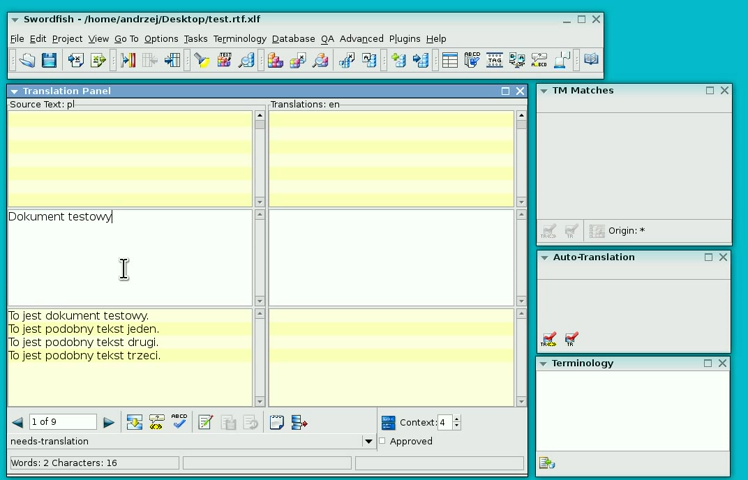 Swordfish - /home/andrzej/Desktop/test.rtf.xlf
File Edit Project View Go To Options Tasks Terminology Database QA Advanced Plugins Help
Translation Panel
Source Text: pl
Translations: en
Dokument testowy
To jest dokument testowy.
To jest podobny tekst jeden.
To jest podobny tekst drugi.
To jest podobny tekst trzeci.
1 of 9
Context: 4
needs-translation
Approved
Words: 2 Characters: 16
TM Matches
Origin: *
Auto-Translation
Terminology